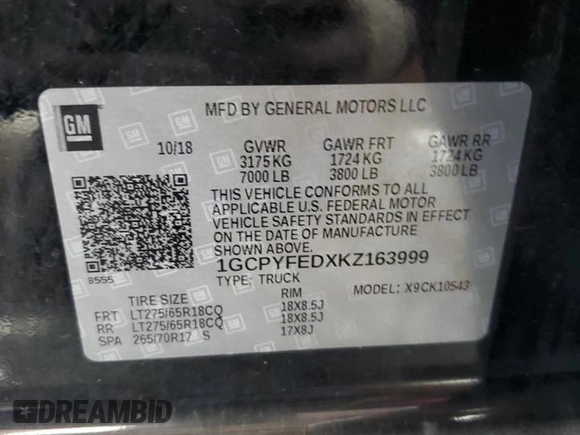 GM
MFD BY GENERAL MOTORS LLC
10/18 GVWR GAWR FRT GAWR RR
3175 KG 1724 KG 1724 KG
7000 LB 3800 LB 3800 LB
THIS VEHICLE CONFORMS TO ALL
APPLICABLE U.S. FEDERAL MOTOR
VEHICLE SAFETY STANDARDS IN EFFECT
ON THE DATE OF MANUFACTURE
SHOWN ABOVE.
8555
1GCPYFEDXKZ163999
TYPE: TRUCK MODEL: X9CK10543
TIRE SIZE RIM
FRT LT275/65R18CQ 18X8.5J
RR LT275/65R18CQ 18X8.5J
SPA 265/70R17 S 17X8J
DREAMBID